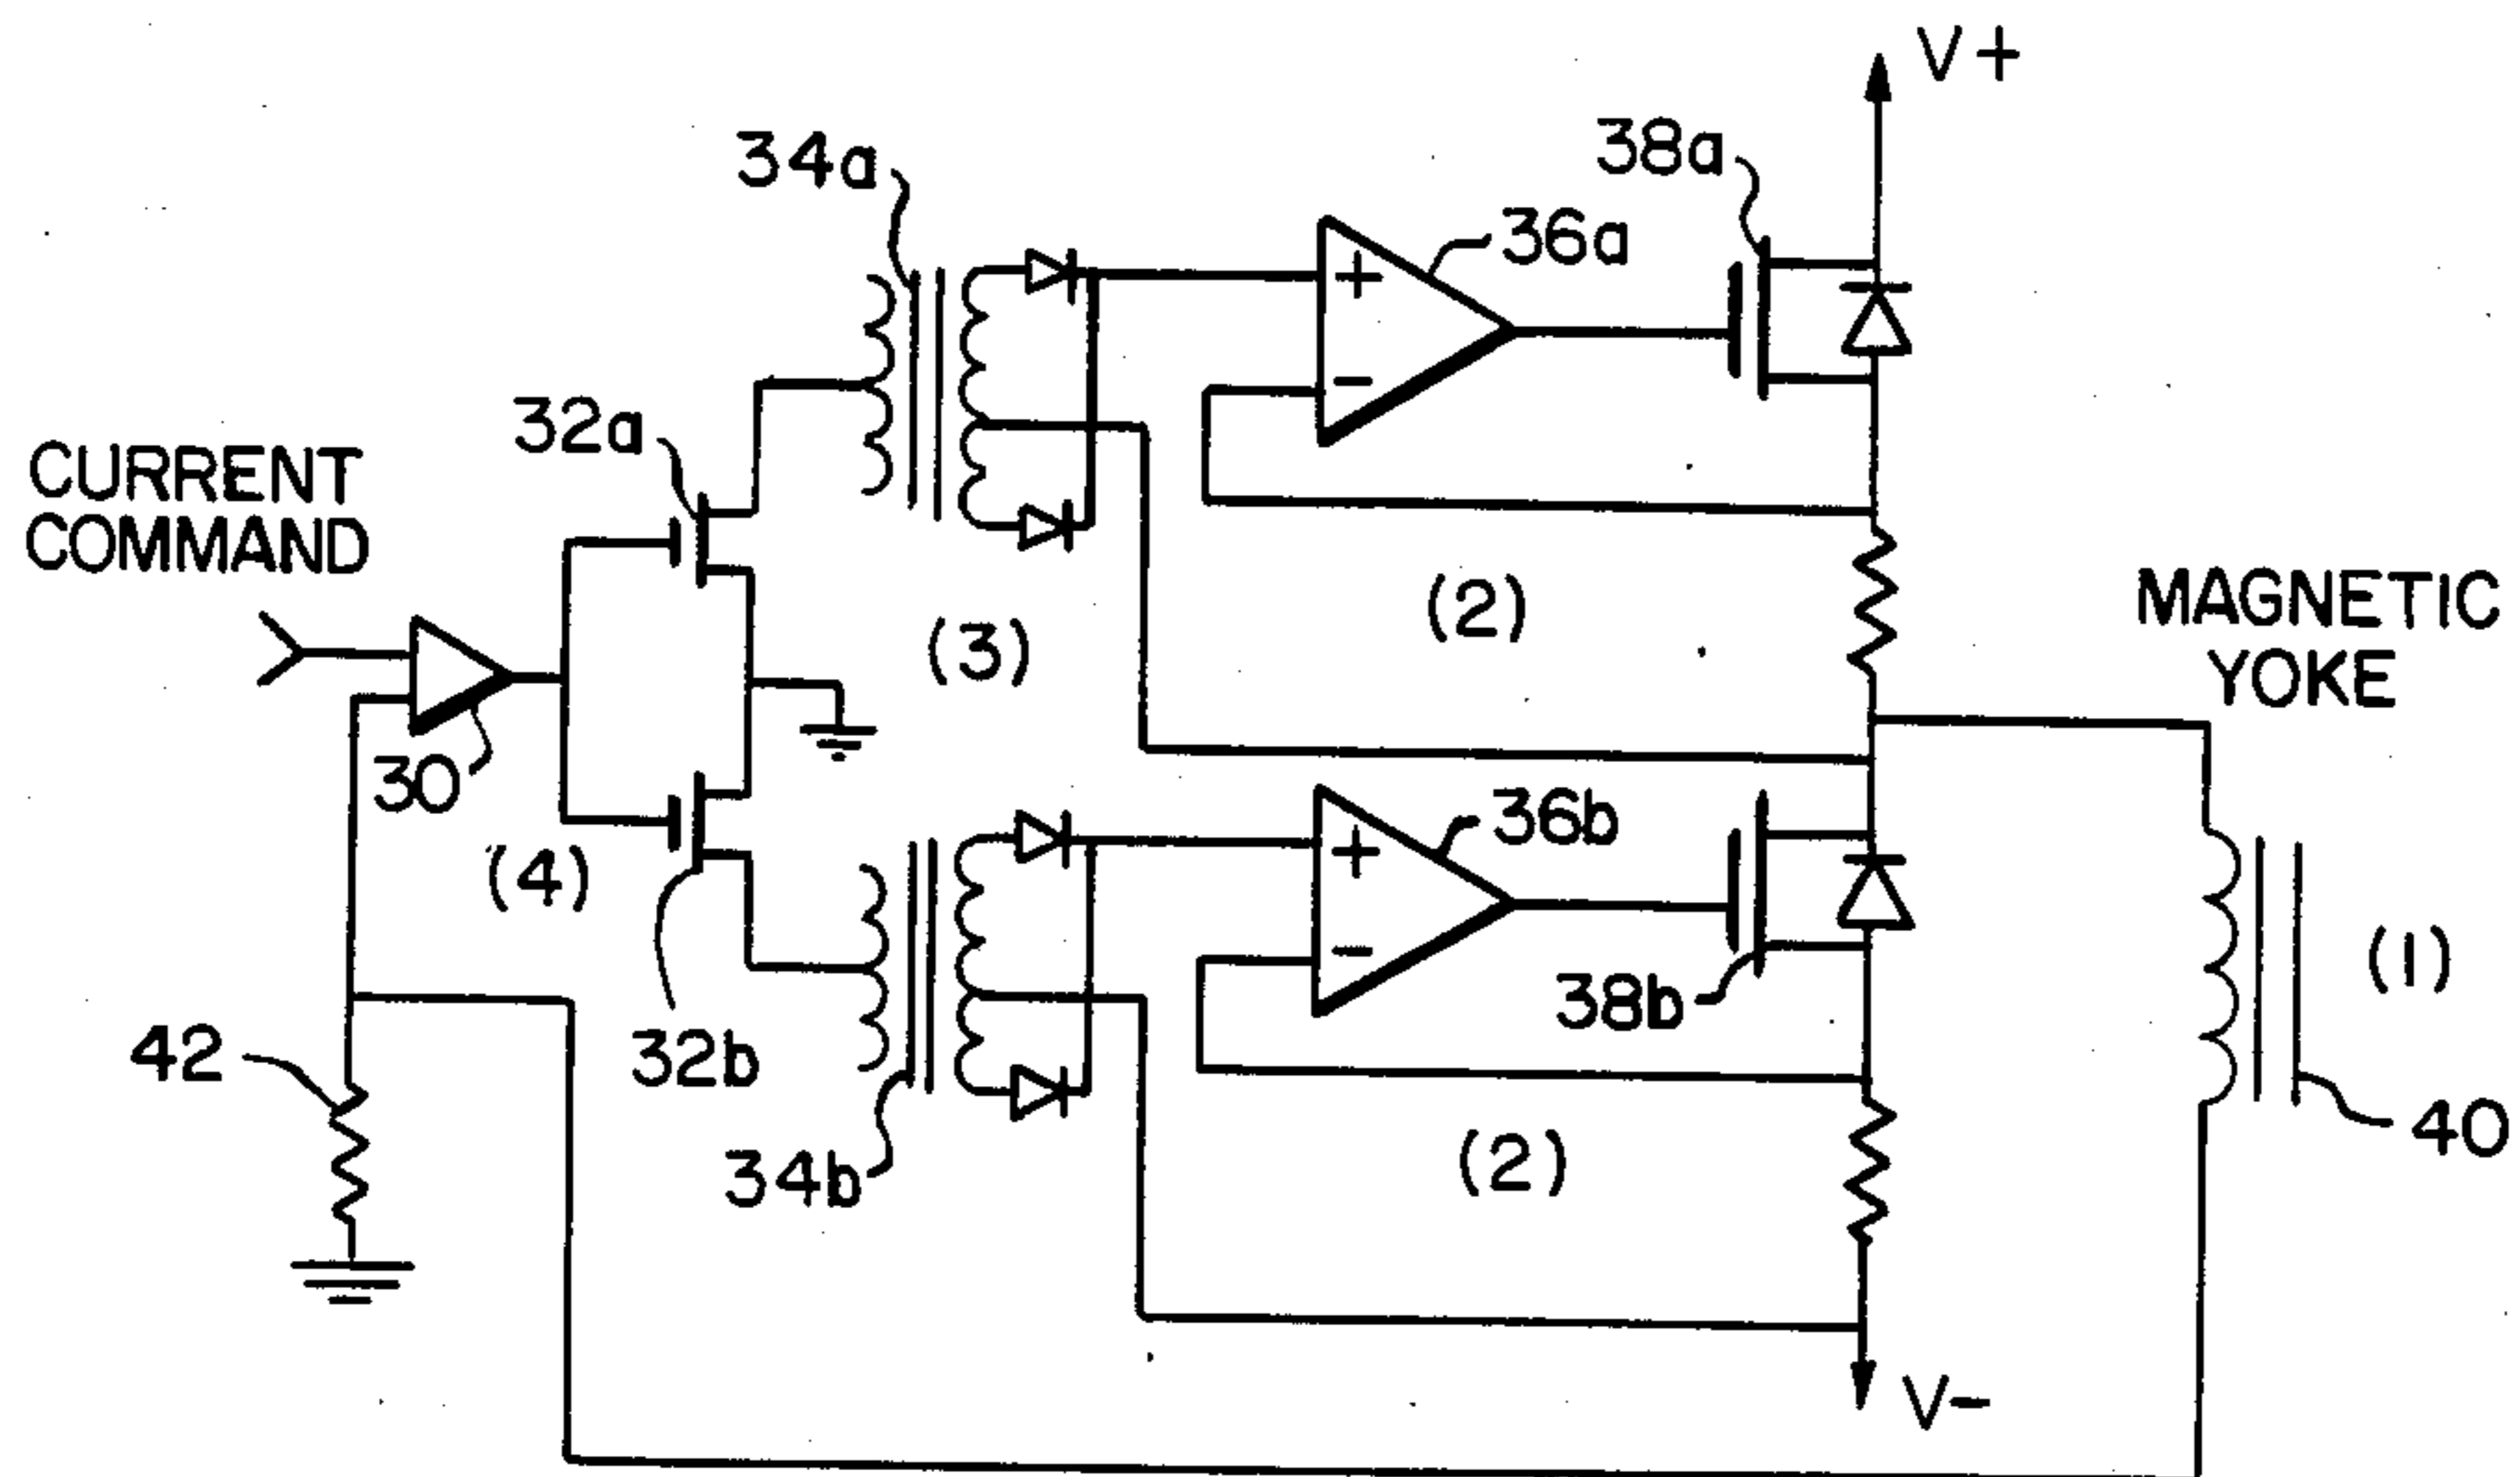 V+
34a
38a
36a
+
-
32a
CURRENT
COMMAND
(2)
(3)
MAGNETIC
YOKE
30
36b
+
-
(4)
(1)
38b
42
32b
40
34b
(2)
V-